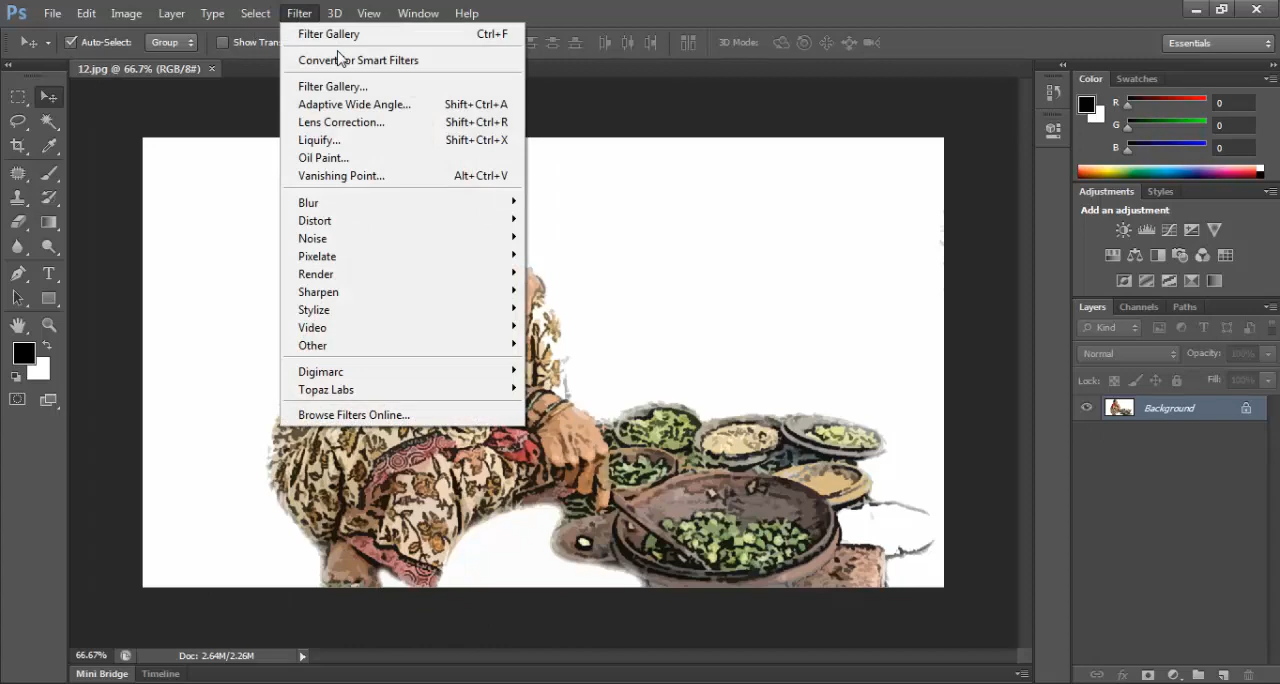 Ps File Edit Image Layer Type Select Filter 3D View Window Help
Auto-Select: Group Show Tran 3D Mode: Essentials
12.jpg @ 66.7% (RGB/8#) ×
Filter Gallery Ctrl+F
Convert for Smart Filters
Filter Gallery...
Adaptive Wide Angle... Shift+Ctrl+A
Lens Correction... Shift+Ctrl+R
Liquify... Shift+Ctrl+X
Oil Paint...
Vanishing Point... Alt+Ctrl+V
Blur
Distort
Noise
Pixelate
Render
Sharpen
Stylize
Video
Other
Digimarc
Topaz Labs
Browse Filters Online...
Color Swatches
R 0
G 0
B 0
Adjustments Styles
Add an adjustment
Layers Channels Paths
Kind
Normal Opacity: 100%
Lock: Fill: 100%
Background
66.67% Doc: 2.64M/2.26M
Mini Bridge Timeline